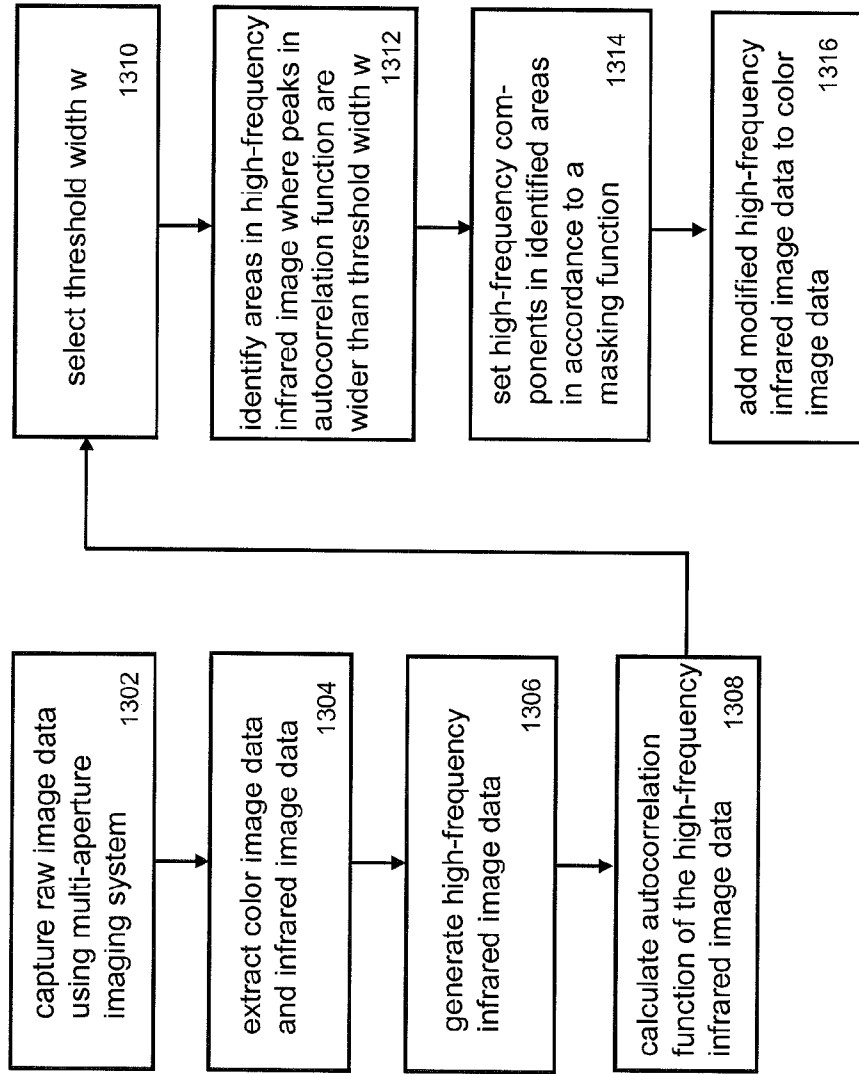 capture raw image data
using multi-aperture
imaging system
1302
extract color image data
and infrared image data
1304
generate high-frequency
infrared image data
1306
calculate autocorrelation
function of the high-frequency
infrared image data
1308
select threshold width w
1310
identify areas in high-frequency
infrared image where peaks in
autocorrelation function are
wider than threshold width w
1312
set high-frequency com-
ponents in identified areas
in accordance to a
masking function
1314
add modified high-frequency
infrared image data to color
image data
1316